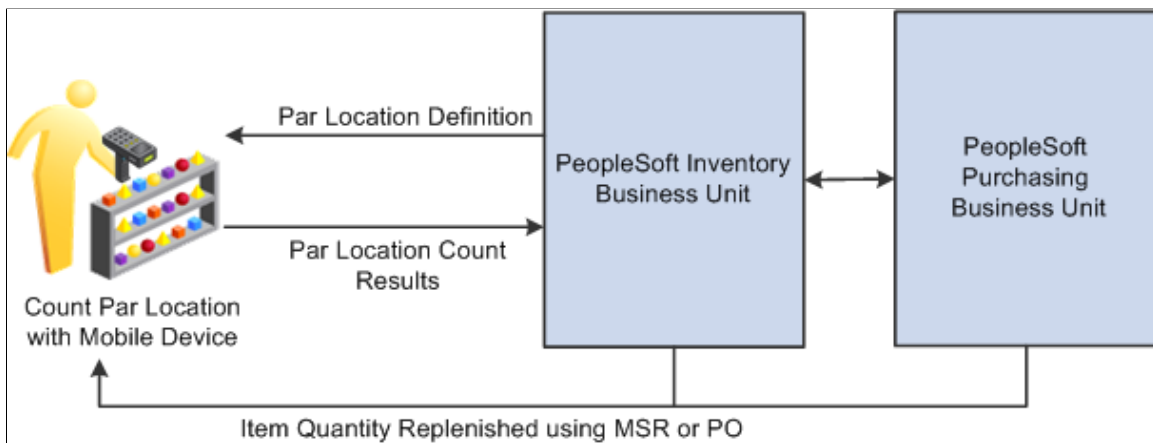 Par Location Definition
PeopleSoft Inventory
Business Unit
PeopleSoft
Purchasing
Business Unit
Par Location Count
Results
Count Par Location
with Mobile Device
Item Quantity Replenished using MSR or PO